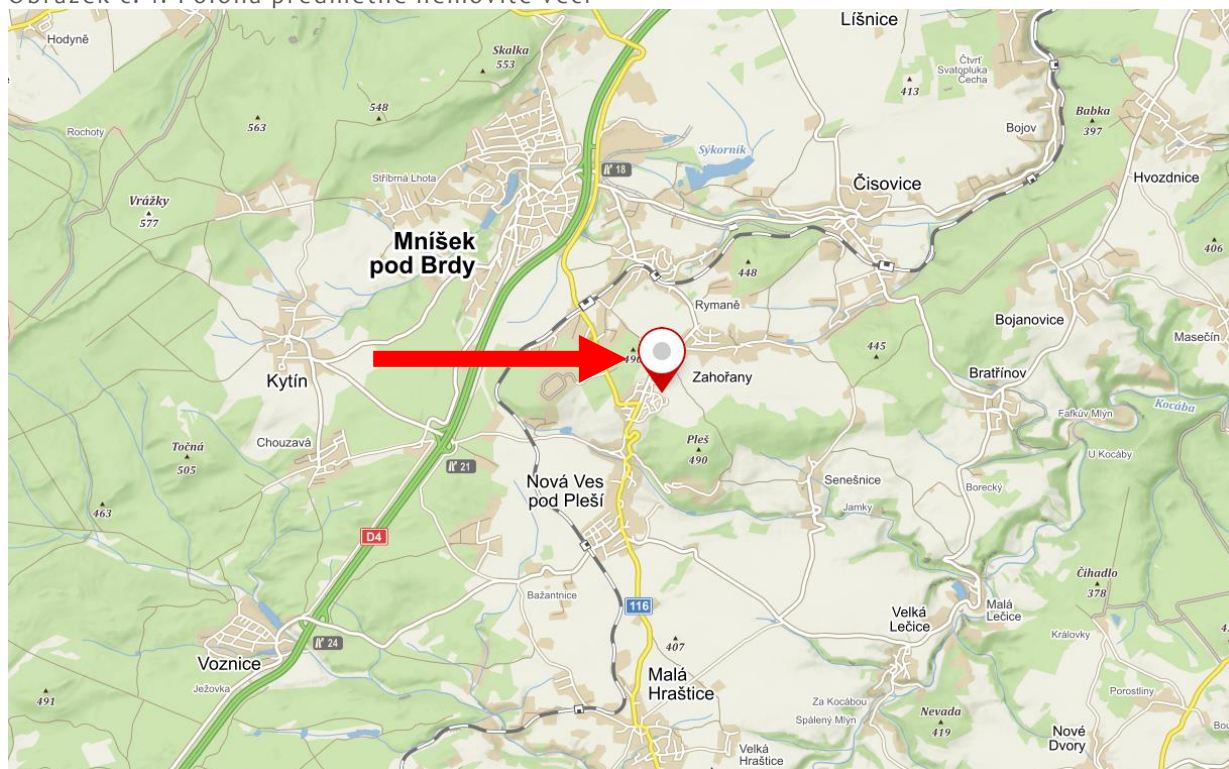 Obrázek č. 1: Poloha předmětné nemovité věci
Hodyně
Líšnice
Skalka
553
Čtvrť
Svatopluka
Čecha
413
548
563
Rochoty
Babka
397
Bojov
Sýkorník
18
Stříbrná Lhota
Čisovice
Hvozdnice
Vrážky
577
Mníšek
pod Brdy
406
448
Rymaně
Bojanovice
Masečín
445
496
Kytín
Zahořany
Bratřínov
Kocába
Fafkův Mlýn
Chouzavá
Točná
505
Pleš
490
U Kocáby
21
Nová Ves
pod Pleší
Senešnice
Borecký
Jamky
463
D4
Čihadlo
378
Bažantnice
116
Velká
Lečice
Malá
Lečice
Královky
24
407
Voznice
Malá
Hraštice
Ježovka
491
Za Kocábou
Porostliny
Spálený Mlýn
Nevada
419
Nové
Dvory
Velká
Hraštice